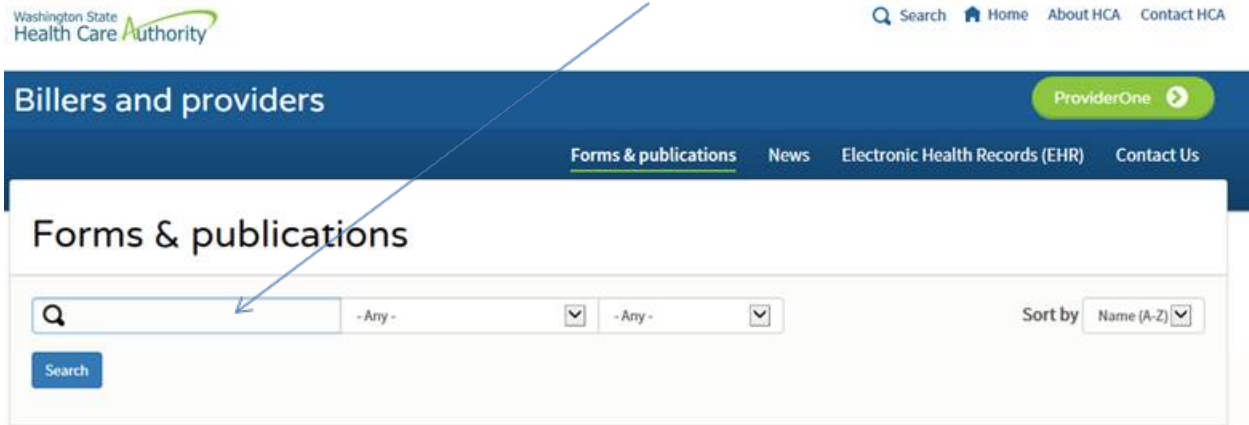 Washington State
Health Care Authority
Search Home About HCA Contact HCA
Billers and providers
ProviderOne
Forms & publications News Electronic Health Records (EHR) Contact Us
Forms & publications
- Any - - Any - Sort by Name (A-Z)
Search